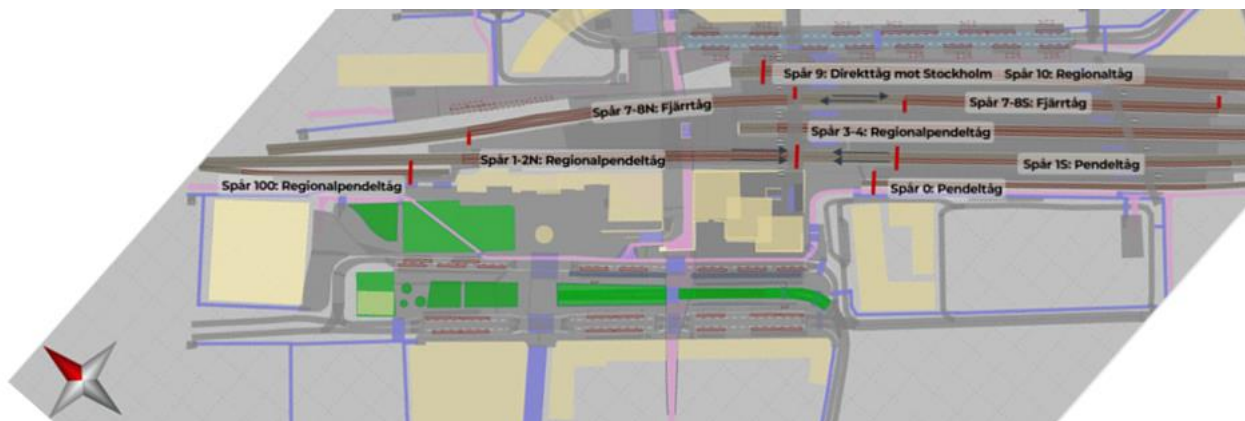 Spår 9: Direkttåg mot Stockholm Spår 10: Regionaltåg
Spår 7-8N: Fjärrtåg
Spår 7-8S: Fjärrtåg
Spår 3-4: Regionalpendeltåg
Spår 1-2N: Regionalpendeltåg
Spår 1S: Pendeltåg
Spår 100: Regionalpendeltåg
Spår 0: Pendeltåg